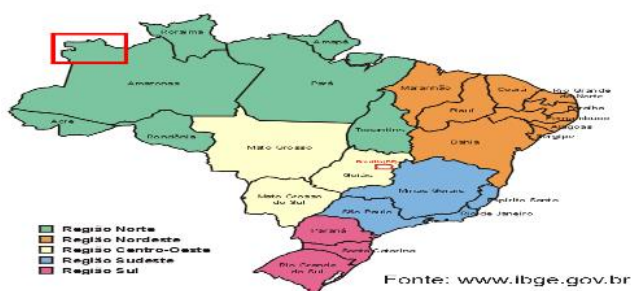 Roraima
Amapá
Amazonas
Pará
Maranhão
Ceará
Rio Grande
do Norte
Paraíba
Piauí
Pernambuco
Acre
Alagoas
Sergipe
Rondônia
Tocantins
Bahia
Mato Grosso
Goiás
Minas Gerais
Mato Grosso
do Sul
Espírito Santo
São Paulo
Rio de Janeiro
Paraná
Santa Catarina
Rio Grande
do Sul
Região Norte
Região Nordeste
Região Centro-Oeste
Região Sudeste
Região Sul
Fonte: www.ibge.gov.br